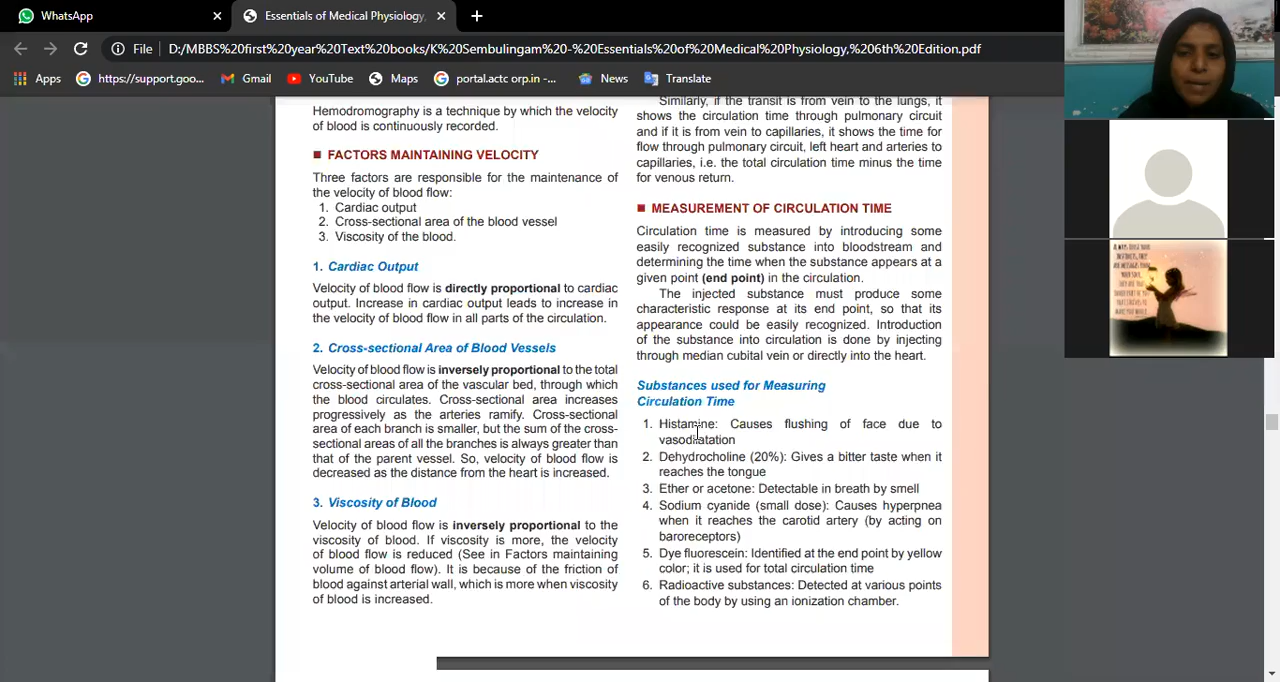 WhatsApp
Essentials of Medical Physiology,
File
D:/MBBS%20first%20year%20Text%20books/K%20Sembulingam%20-%20Essentials%20of%20Medical%20Physiology,%206th%20Edition.pdf
Apps
https://support.goo...
Gmail
YouTube
Maps
portal.actc orp.in -...
News
Translate
Hemodromography is a technique by which the velocity
of blood is continuously recorded.
FACTORS MAINTAINING VELOCITY
Three factors are responsible for the maintenance of
the velocity of blood flow:
1. Cardiac output
2. Cross-sectional area of the blood vessel
3. Viscosity of the blood.
1. Cardiac Output
Velocity of blood flow is directly proportional to cardiac
output. Increase in cardiac output leads to increase in
the velocity of blood flow in all parts of the circulation.
2. Cross-sectional Area of Blood Vessels
Velocity of blood flow is inversely proportional to the total
cross-sectional area of the vascular bed, through which
the blood circulates. Cross-sectional area increases
progressively as the arteries ramify. Cross-sectional
area of each branch is smaller, but the sum of the cross-
sectional areas of all the branches is always greater than
that of the parent vessel. So, velocity of blood flow is
decreased as the distance from the heart is increased.
3. Viscosity of Blood
Velocity of blood flow is inversely proportional to the
viscosity of blood. If viscosity is more, the velocity
of blood flow is reduced (See in Factors maintaining
volume of blood flow). It is because of the friction of
blood against arterial wall, which is more when viscosity
of blood is increased.
Similarly, if the transit is from vein to the lungs, it
shows the circulation time through pulmonary circuit
and if it is from vein to capillaries, it shows the time for
flow through pulmonary circuit, left heart and arteries to
capillaries, i.e. the total circulation time minus the time
for venous return.
MEASUREMENT OF CIRCULATION TIME
Circulation time is measured by introducing some
easily recognized substance into bloodstream and
determining the time when the substance appears at a
given point (end point) in the circulation.
The injected substance must produce some
characteristic response at its end point, so that its
appearance could be easily recognized. Introduction
of the substance into circulation is done by injecting
through median cubital vein or directly into the heart.
Substances used for Measuring
Circulation Time
1. Histamine: Causes flushing of face due to
vasodilatation
2. Dehydrocholine (20%): Gives a bitter taste when it
reaches the tongue
3. Ether or acetone: Detectable in breath by smell
4. Sodium cyanide (small dose): Causes hyperpnea
when it reaches the carotid artery (by acting on
baroreceptors)
5. Dye fluorescein: Identified at the end point by yellow
color; it is used for total circulation time
6. Radioactive substances: Detected at various points
of the body by using an ionization chamber.